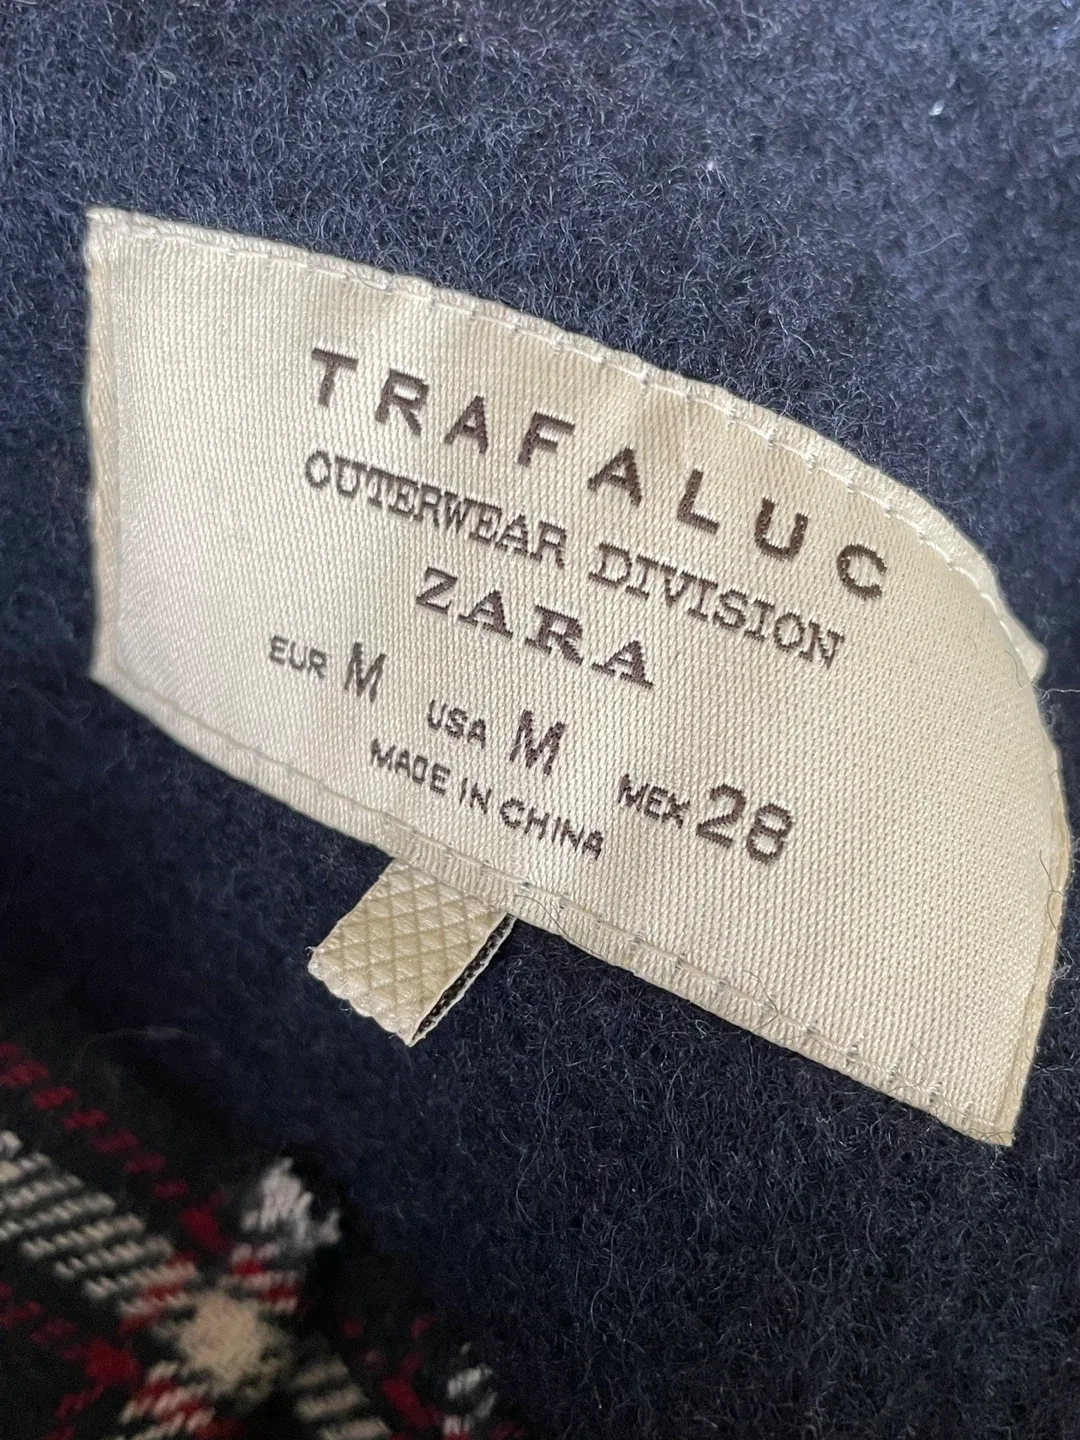 TRAFALUC
OUTERWEAR DIVISION
ZARA
EUR M USA M MEX 28
MADE IN CHINA